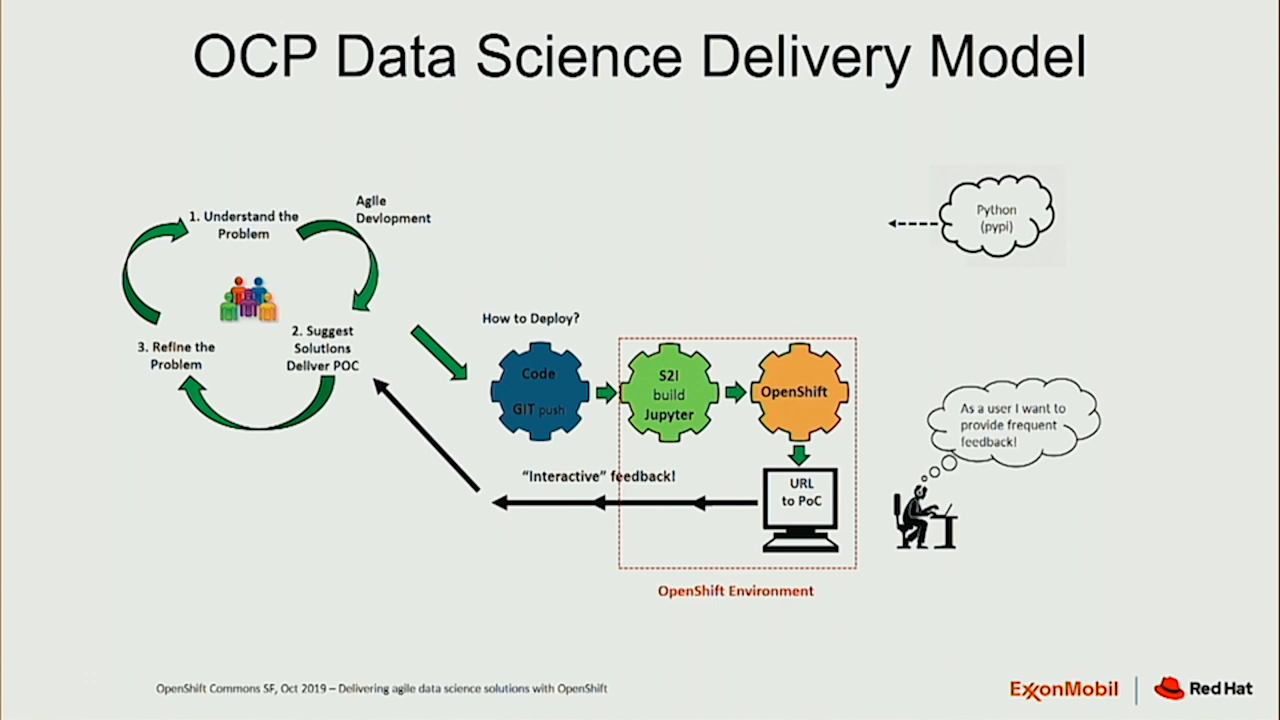 OCP Data Science Delivery Model
Agile
Devlopment
1. Understand the
Problem
Python
(pypi)
2. Suggest
Solutions
Deliver POC
3. Refine the
Problem
How to Deploy?
Code
GIT push
S2I
build
Jupyter
OpenShift
As a user I want to
provide frequent
feedback!
"Interactive" feedback!
URL
to PoC
OpenShift Environment
OpenShift Commons SF, Oct 2019 – Delivering agile data science solutions with OpenShift
ExxonMobil
Red Hat